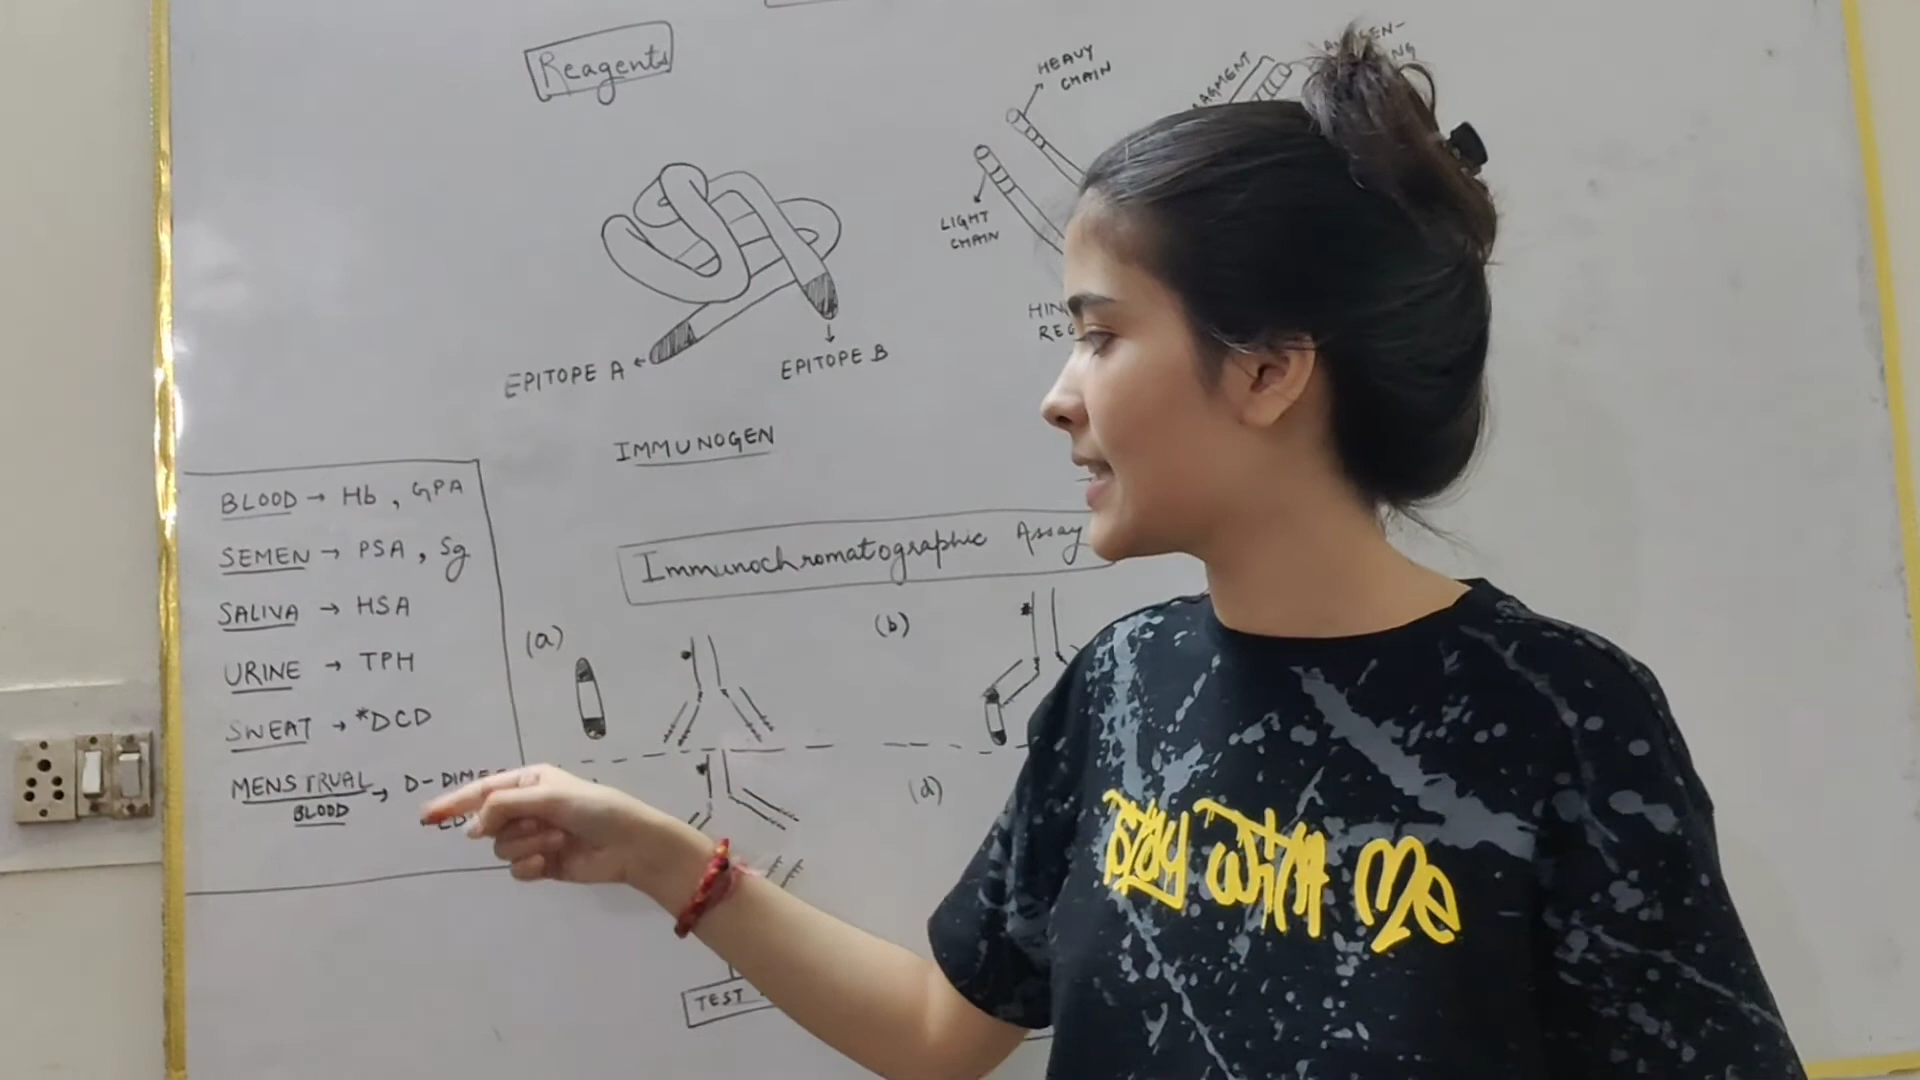 Reagents
HEAVY
CHAIN
LIGHT
CHAIN
EPITOPE A
EPITOPE B
IMMUNOGEN
BLOOD → Hb, GPA
SEMEN → PSA, Sg
SALIVA → HSA
URINE → TPH
SWEAT → *DCD
MENSTRUAL → 
BLOOD
Immunochromatographic Assay
(a)
(b)
(d)
TEST
Stay with Me